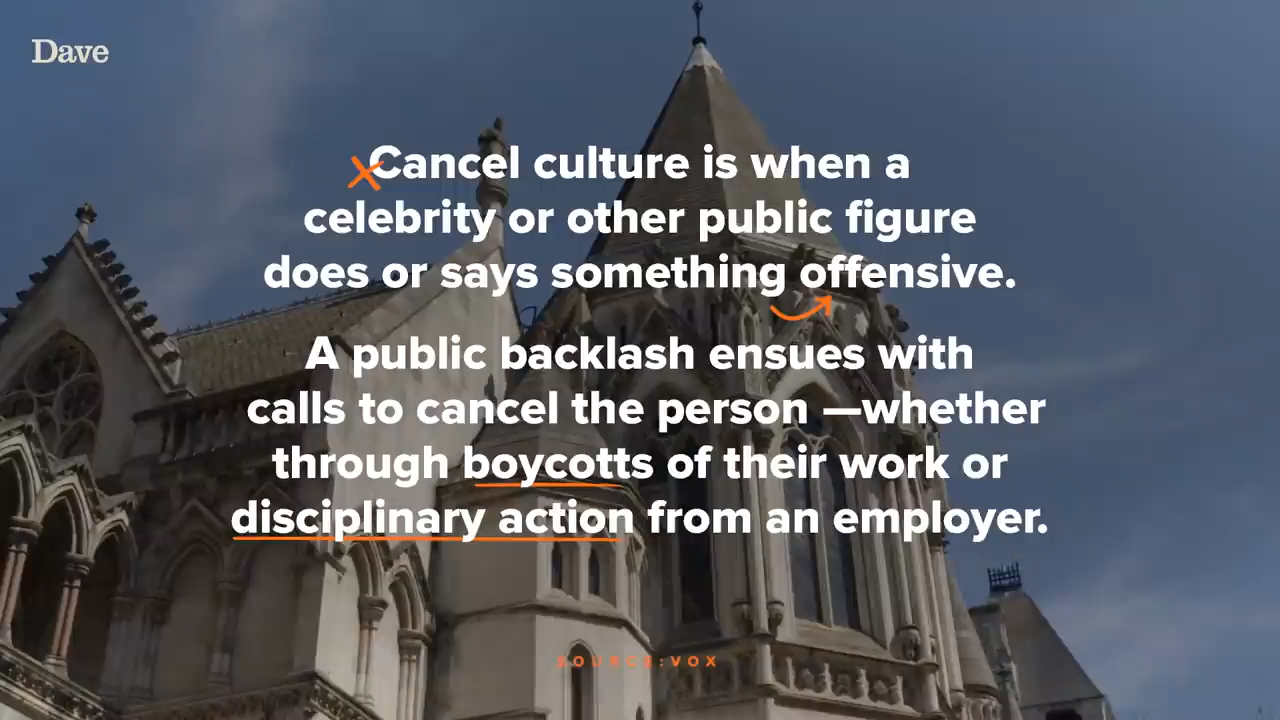 Dave
Cancel culture is when a
celebrity or other public figure
does or says something offensive.
A public backlash ensues with
calls to cancel the person —whether
through boycotts of their work or
disciplinary action from an employer.
SOURCE:VOX